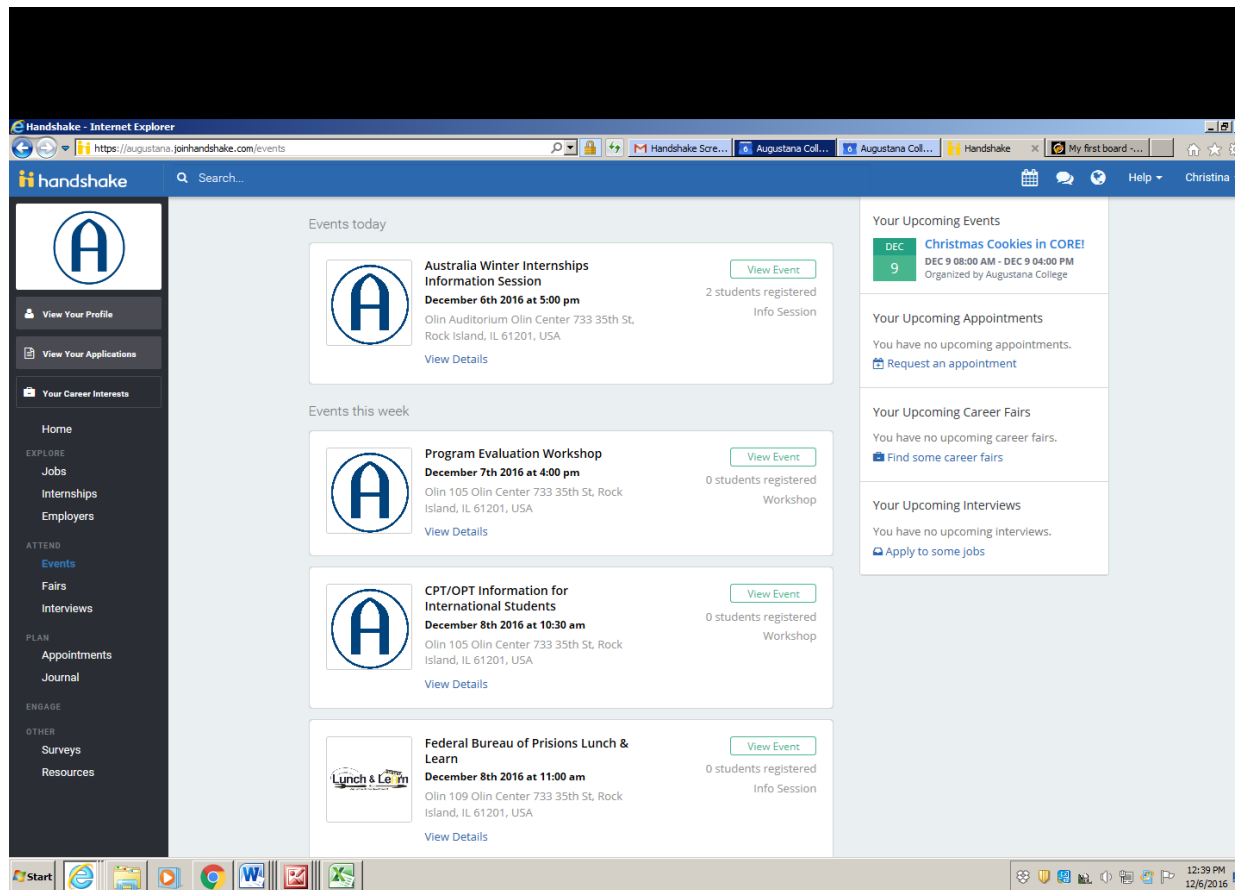 Handshake - Internet Explorer
https://augustana.joinhandshake.com/events
Handshake Scre...
Augustana Coll...
Augustana Coll...
Handshake
My first board -...
handshake
Search...
Help
Christina
View Your Profile
View Your Applications
Your Career Interests
Home
EXPLORE
Jobs
Internships
Employers
ATTEND
Events
Fairs
Interviews
PLAN
Appointments
Journal
ENGAGE
OTHER
Surveys
Resources
Events today
Australia Winter Internships
Information Session
December 6th 2016 at 5:00 pm
Olin Auditorium Olin Center 733 35th St,
Rock Island, IL 61201, USA
View Details
View Event
2 students registered
Info Session
Events this week
Program Evaluation Workshop
December 7th 2016 at 4:00 pm
Olin 105 Olin Center 733 35th St, Rock
Island, IL 61201, USA
View Details
View Event
0 students registered
Workshop
CPT/OPT Information for
International Students
December 8th 2016 at 10:30 am
Olin 105 Olin Center 733 35th St, Rock
Island, IL 61201, USA
View Details
View Event
0 students registered
Workshop
Lunch & Learn
Federal Bureau of Prisions Lunch &
Learn
December 8th 2016 at 11:00 am
Olin 109 Olin Center 733 35th St, Rock
Island, IL 61201, USA
View Details
View Event
0 students registered
Info Session
Your Upcoming Events
DEC
9
Christmas Cookies in CORE!
DEC 9 08:00 AM - DEC 9 04:00 PM
Organized by Augustana College
Your Upcoming Appointments
You have no upcoming appointments.
Request an appointment
Your Upcoming Career Fairs
You have no upcoming career fairs.
Find some career fairs
Your Upcoming Interviews
You have no upcoming interviews.
Apply to some jobs
Start
12:39 PM
12/6/2016